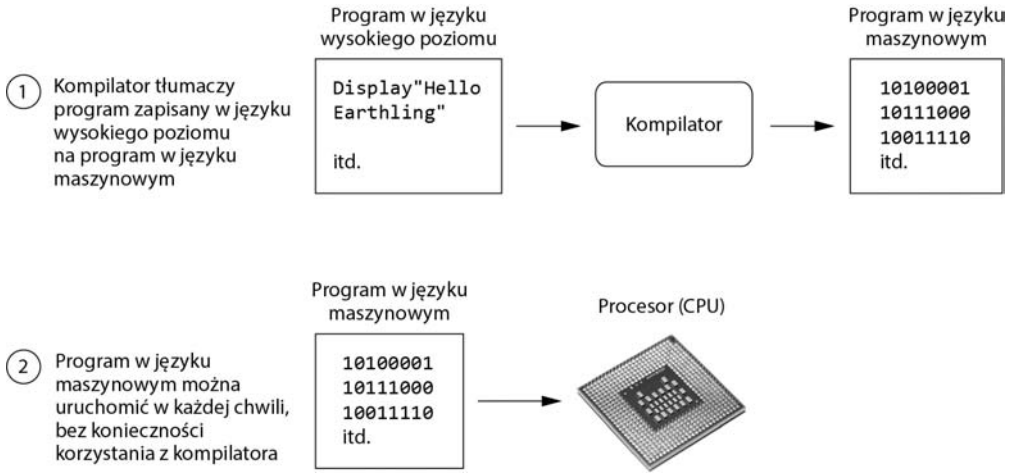 Program w języku
wysokiego poziomu
Program w języku
maszynowym
1
Kompilator tłumaczy
program zapisany w języku
wysokiego poziomu
na program w języku
maszynowym
Display"Hello
Earthling"
itd.
Kompilator
10100001
10111000
10011110
itd.
Program w języku
maszynowym
Procesor (CPU)
2
Program w języku
maszynowym można
uruchomić w każdej chwili,
bez konieczności
korzystania z kompilatora
10100001
10111000
10011110
itd.